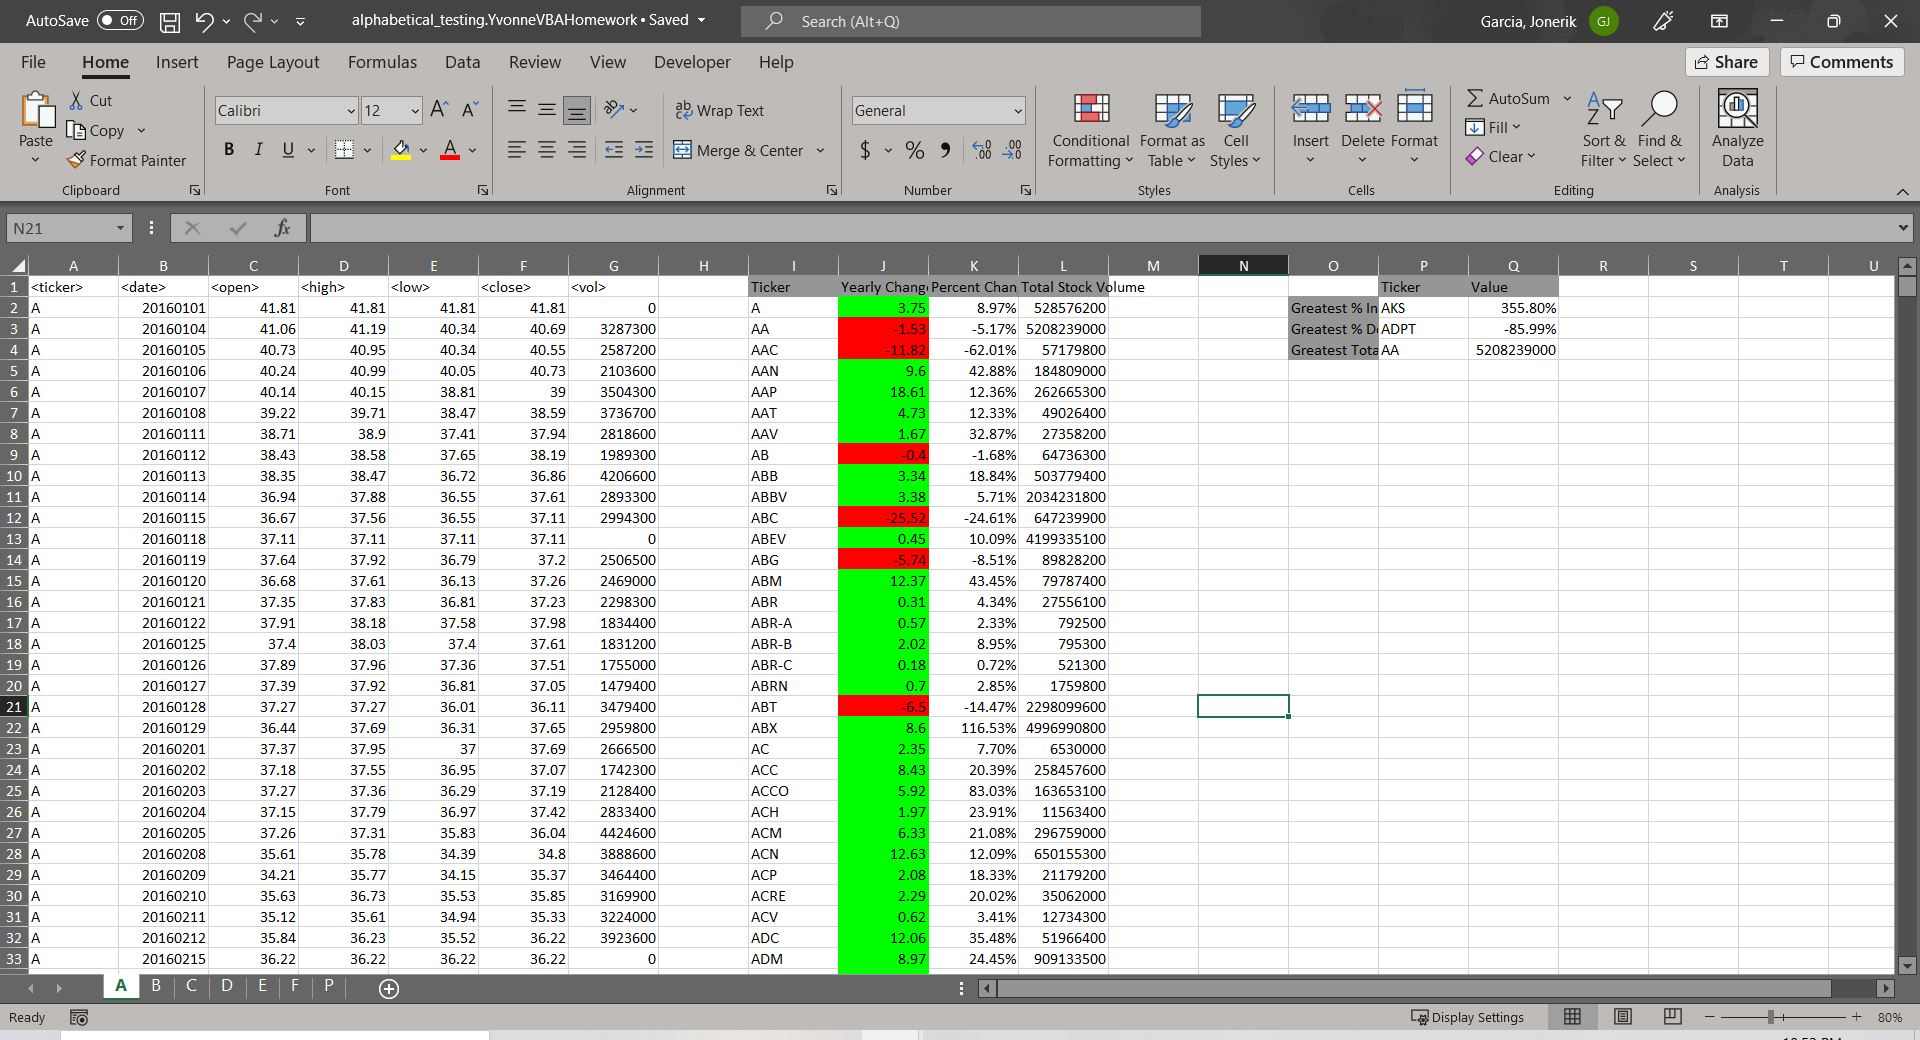 AutoSave Off alphabetical_testing.YvonneVBAHomework • Saved Search (Alt+Q) Garcia, Jonerik GJ
File Home Insert Page Layout Formulas Data Review View Developer Help Share Comments
Paste Cut Copy Format Painter
Calibri 12 B I U A
Wrap Text Merge & Center
General $ % ,
Conditional Formatting Format as Table Cell Styles
Insert Delete Format
AutoSum Fill Clear Sort & Filter Find & Select
Analyze Data
Clipboard Font Alignment Number Styles Cells Editing Analysis
N21 fx
A B C D E F G H I J K L M N O P Q R S T U
1 <ticker> <date> <open> <high> <low> <close> <vol> Ticker Yearly Chang Percent Chan Total Stock Volume Ticker Value
2 A 20160101 41.81 41.81 41.81 41.81 0 A 3.75 8.97% 528576200 Greatest % In AKS 355.80%
3 A 20160104 41.06 41.19 40.34 40.69 3287300 AA -1.53 -5.17% 5208239000 Greatest % D ADPT -85.99%
4 A 20160105 40.73 40.95 40.34 40.55 2587200 AAC -11.82 -62.01% 57179800 Greatest Tota AA 5208239000
5 A 20160106 40.24 40.99 40.05 40.73 2103600 AAN 9.6 42.88% 184809000
6 A 20160107 40.14 40.15 38.81 39 3504300 AAP 18.61 12.36% 262665300
7 A 20160108 39.22 39.71 38.47 38.59 3736700 AAT 4.73 12.33% 49026400
8 A 20160111 38.71 38.9 37.41 37.94 2818600 AAV 1.67 32.87% 27358200
9 A 20160112 38.43 38.58 37.65 38.19 1989300 AB -0.4 -1.68% 64736300
10 A 20160113 38.35 38.47 36.72 36.86 4206600 ABB 3.34 18.84% 503779400
11 A 20160114 36.94 37.88 36.55 37.61 2893300 ABBV 3.38 5.71% 2034231800
12 A 20160115 36.67 37.56 36.55 37.11 2994300 ABC -25.52 -24.61% 647239900
13 A 20160118 37.11 37.11 37.11 37.11 0 ABEV 0.45 10.09% 4199335100
14 A 20160119 37.64 37.92 36.79 37.2 2506500 ABG -5.74 -8.51% 89828200
15 A 20160120 36.68 37.61 36.13 37.26 2469000 ABM 12.37 43.45% 79787400
16 A 20160121 37.35 37.83 36.81 37.23 2298300 ABR 0.31 4.34% 27556100
17 A 20160122 37.91 38.18 37.58 37.98 1834400 ABR-A 0.57 2.33% 792500
18 A 20160125 37.4 38.03 37.4 37.61 1831200 ABR-B 2.02 8.95% 795300
19 A 20160126 37.89 37.96 37.36 37.51 1755000 ABR-C 0.18 0.72% 521300
20 A 20160127 37.39 37.92 36.81 37.05 1479400 ABRN 0.7 2.85% 1759800
21 A 20160128 37.27 37.27 36.01 36.11 3479400 ABT -6.5 -14.47% 2298099600
22 A 20160129 36.44 37.69 36.31 37.65 2959800 ABX 8.6 116.53% 4996990800
23 A 20160201 37.37 37.95 37 37.69 2666500 AC 2.35 7.70% 6530000
24 A 20160202 37.18 37.55 36.95 37.07 1742300 ACC 8.43 20.39% 258457600
25 A 20160203 37.27 37.36 36.29 37.19 2128400 ACCO 5.92 83.03% 163653100
26 A 20160204 37.15 37.79 36.97 37.42 2833400 ACH 1.97 23.91% 11563400
27 A 20160205 37.26 37.31 35.83 36.04 4424600 ACM 6.33 21.08% 296759000
28 A 20160208 35.61 35.78 34.39 34.8 3888600 ACN 12.63 12.09% 650155300
29 A 20160209 34.21 35.77 34.15 35.37 3464400 ACP 2.08 18.33% 21179200
30 A 20160210 35.63 36.73 35.53 35.85 3169900 ACRE 2.29 20.02% 35062000
31 A 20160211 35.12 35.61 34.94 35.33 3224000 ACV 0.62 3.41% 12734300
32 A 20160212 35.84 36.23 35.52 36.22 3923600 ADC 12.06 35.48% 51966400
33 A 20160215 36.22 36.22 36.22 36.22 0 ADM 8.97 24.45% 909133500
A B C D E F P
Ready Display Settings 80%